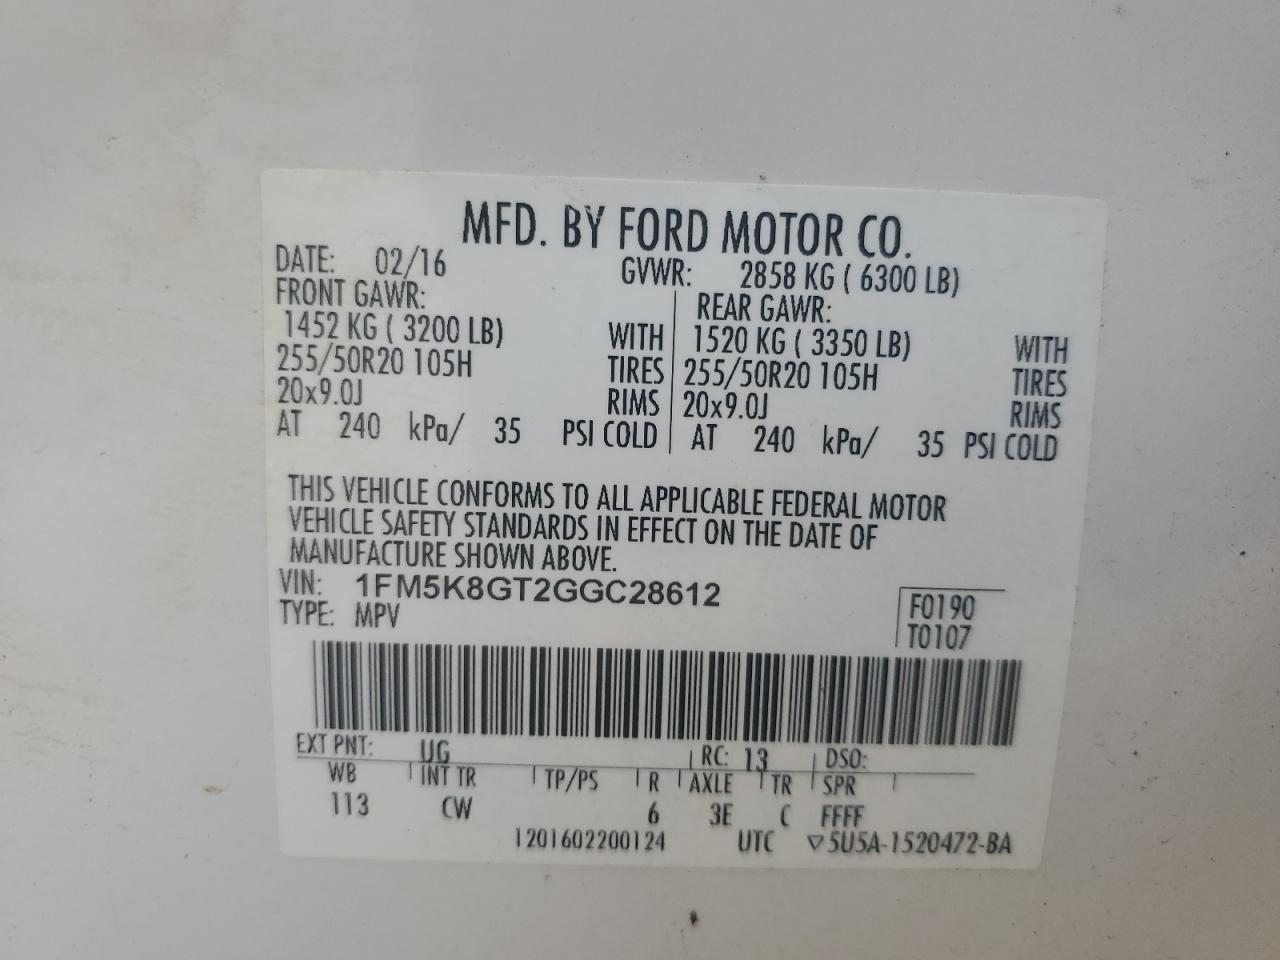 MFD. BY FORD MOTOR CO.
DATE: 02/16 GVWR: 2858 KG ( 6300 LB)
FRONT GAWR: REAR GAWR:
1452 KG ( 3200 LB) WITH 1520 KG ( 3350 LB) WITH
255/50R20 105H TIRES 255/50R20 105H TIRES
20x9.0J RIMS 20x9.0J RIMS
AT 240 kPa/ 35 PSI COLD AT 240 kPa/ 35 PSI COLD
THIS VEHICLE CONFORMS TO ALL APPLICABLE FEDERAL MOTOR
VEHICLE SAFETY STANDARDS IN EFFECT ON THE DATE OF
MANUFACTURE SHOWN ABOVE.
VIN: 1FM5K8GT2GGC28612 F0190
TYPE: MPV T0107
EXT PNT: UG RC: 13 DSO:
WB INT TR TP/PS R AXLE TR SPR
113 CW 6 3E C FFFF
1201602200124 UTC ▽5U5A-1520472-BA